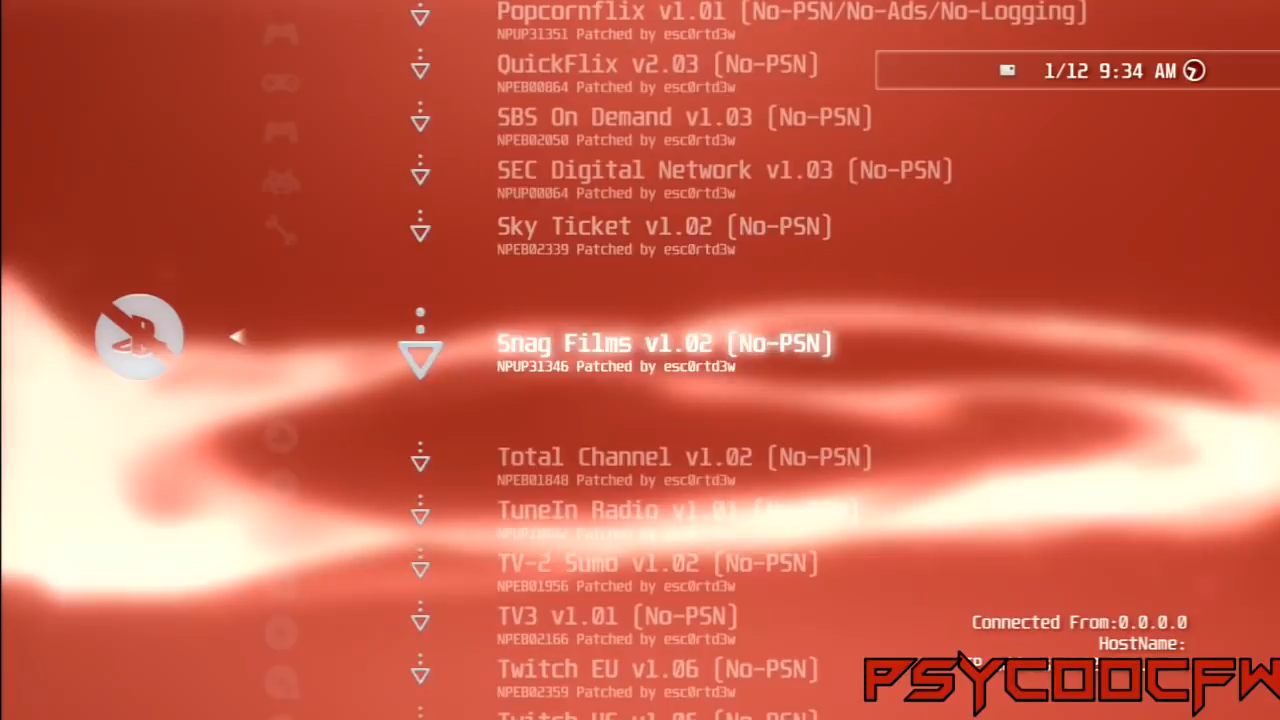 Popcornflix v1.01 (No-PSN/No-Ads/No-Logging)
NPUP31351 Patched by esc0rtd3w
QuickFlix v2.03 (No-PSN)
NPEB00864 Patched by esc0rtd3w
1/12 9:34 AM
SBS On Demand v1.03 (No-PSN)
NPEB02050 Patched by esc0rtd3w
SEC Digital Network v1.03 (No-PSN)
NPUP00064 Patched by esc0rtd3w
Sky Ticket v1.02 (No-PSN)
NPEB02339 Patched by esc0rtd3w
Snag Films v1.02 (No-PSN)
NPUP31346 Patched by esc0rtd3w
Total Channel v1.02 (No-PSN)
NPEB01848 Patched by esc0rtd3w
TuneIn Radio v1.01 (No-PSN)
TV-2 Sumo v1.02 (No-PSN)
NPEB01956 Patched by esc0rtd3w
TV3 v1.01 (No-PSN)
NPEB02166 Patched by esc0rtd3w
Connected From:0.0.0.0
HostName:
Twitch EU v1.06 (No-PSN)
NPEB02359 Patched by esc0rtd3w
PSYCOOCFW